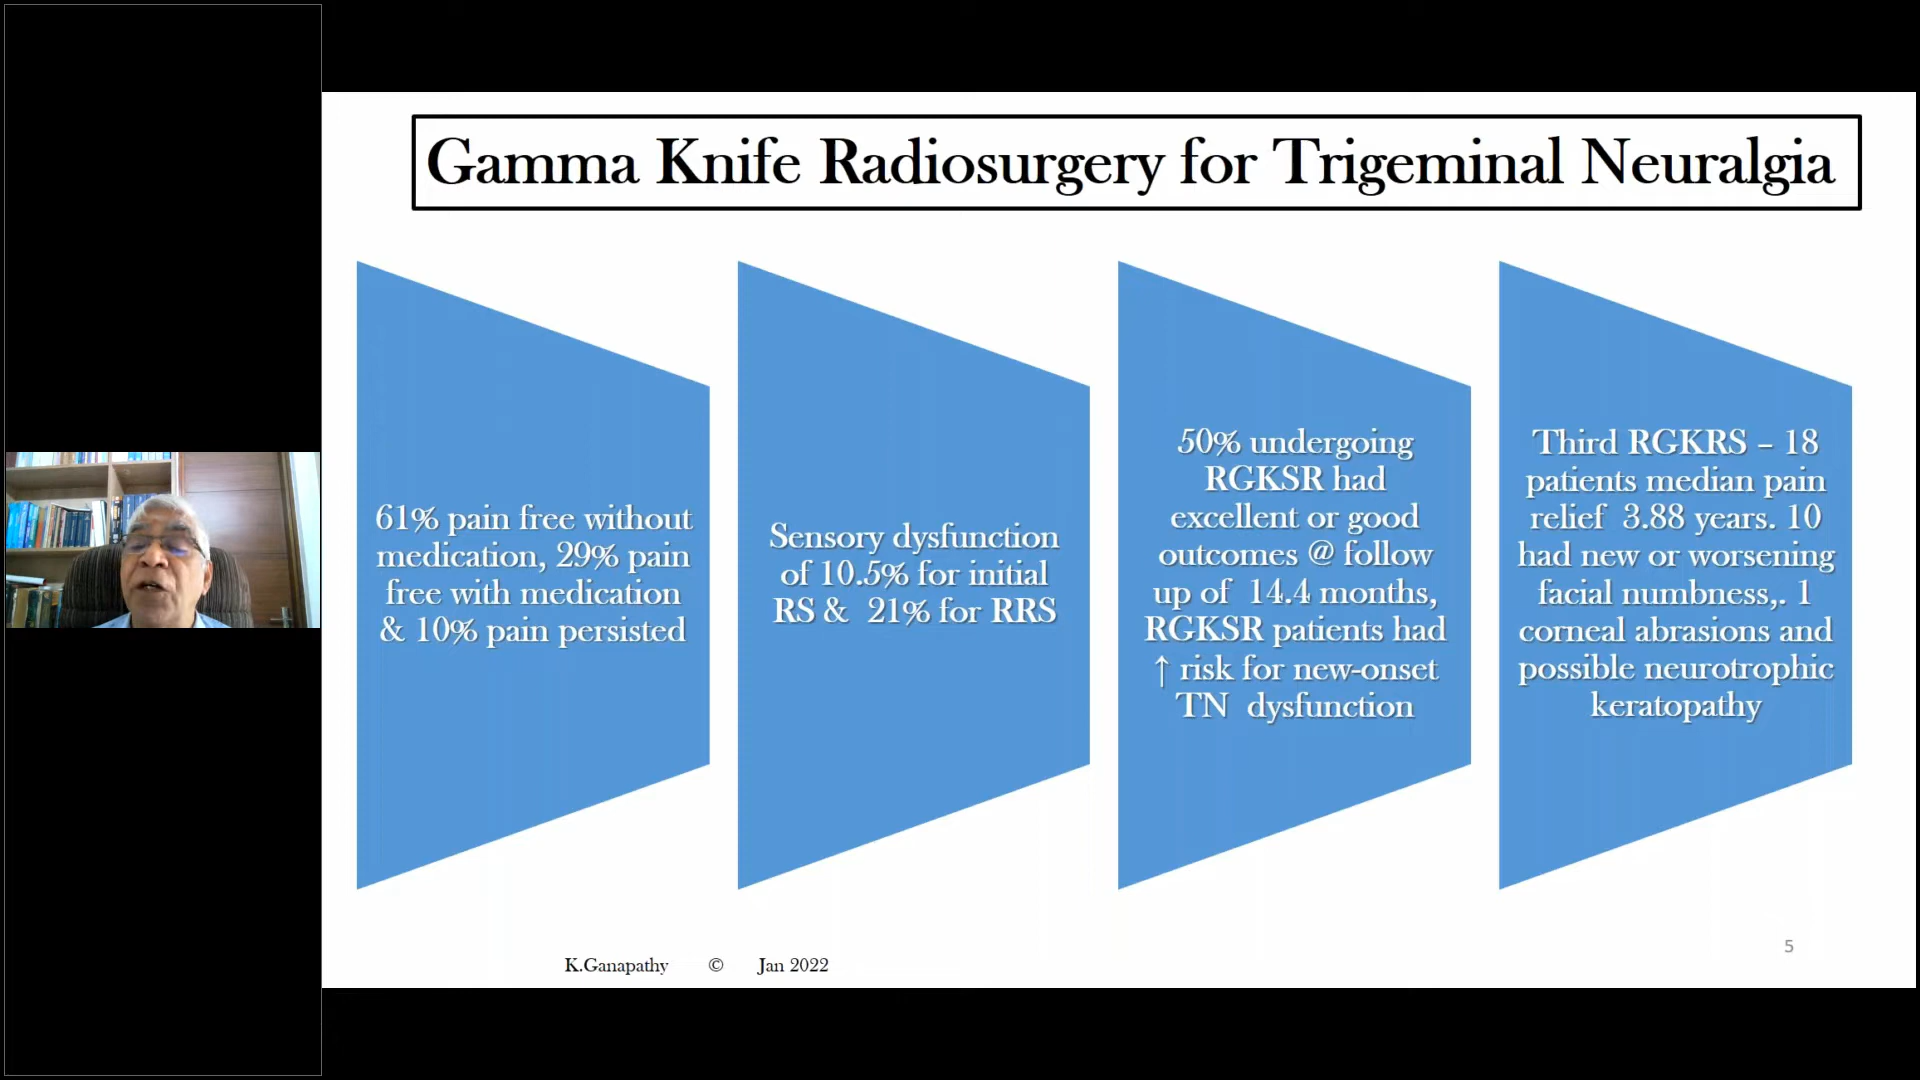 Gamma Knife Radiosurgery for Trigeminal Neuralgia
61% pain free without
medication, 29% pain
free with medication
& 10% pain persisted
Sensory dysfunction
of 10.5% for initial
RS & 21% for RRS
50% undergoing
RGKSR had
excellent or good
outcomes @ follow
up of 14.4 months,
RGKSR patients had
↑ risk for new-onset
TN dysfunction
Third RGKRS – 18
patients median pain
relief 3.88 years. 10
had new or worsening
facial numbness,. 1
corneal abrasions and
possible neurotrophic
keratopathy
K.Ganapathy © Jan 2022
5